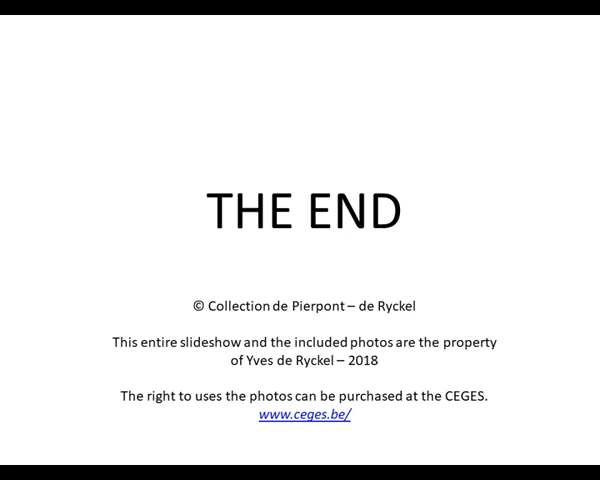 THE END
© Collection de Pierpont – de Ryckel
This entire slideshow and the included photos are the property
of Yves de Ryckel – 2018
The right to uses the photos can be purchased at the CEGES.
www.ceges.be/